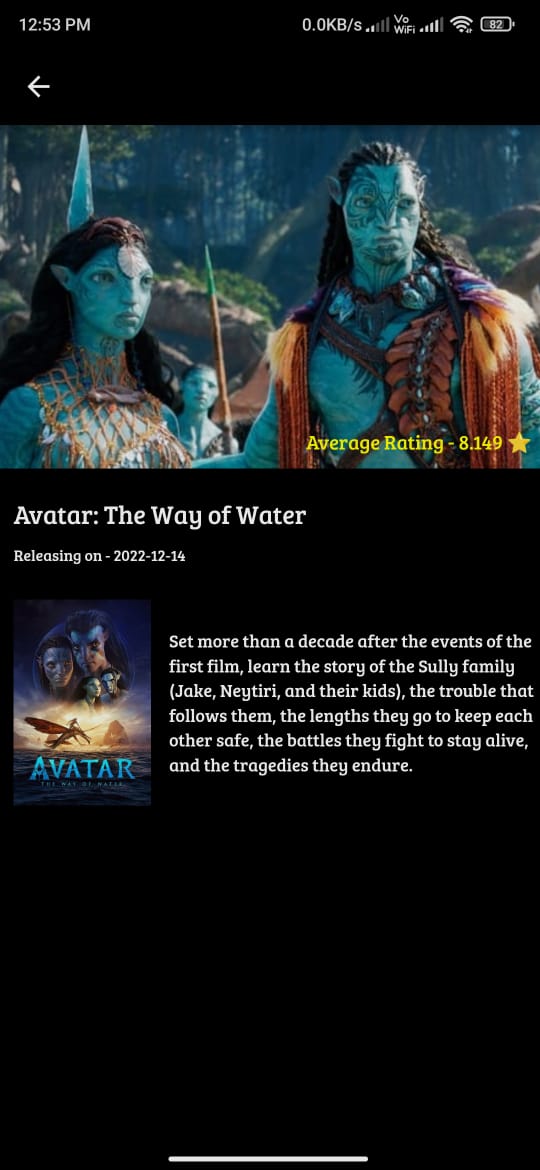 12:53 PM
0.0KB/s
Vo
WiFi
82
Average Rating - 8.149
Avatar: The Way of Water
Releasing on - 2022-12-14
Set more than a decade after the events of the
first film, learn the story of the Sully family
(Jake, Neytiri, and their kids), the trouble that
follows them, the lengths they go to keep each
other safe, the battles they fight to stay alive,
and the tragedies they endure.
AVATAR
THE WAY OF WATER